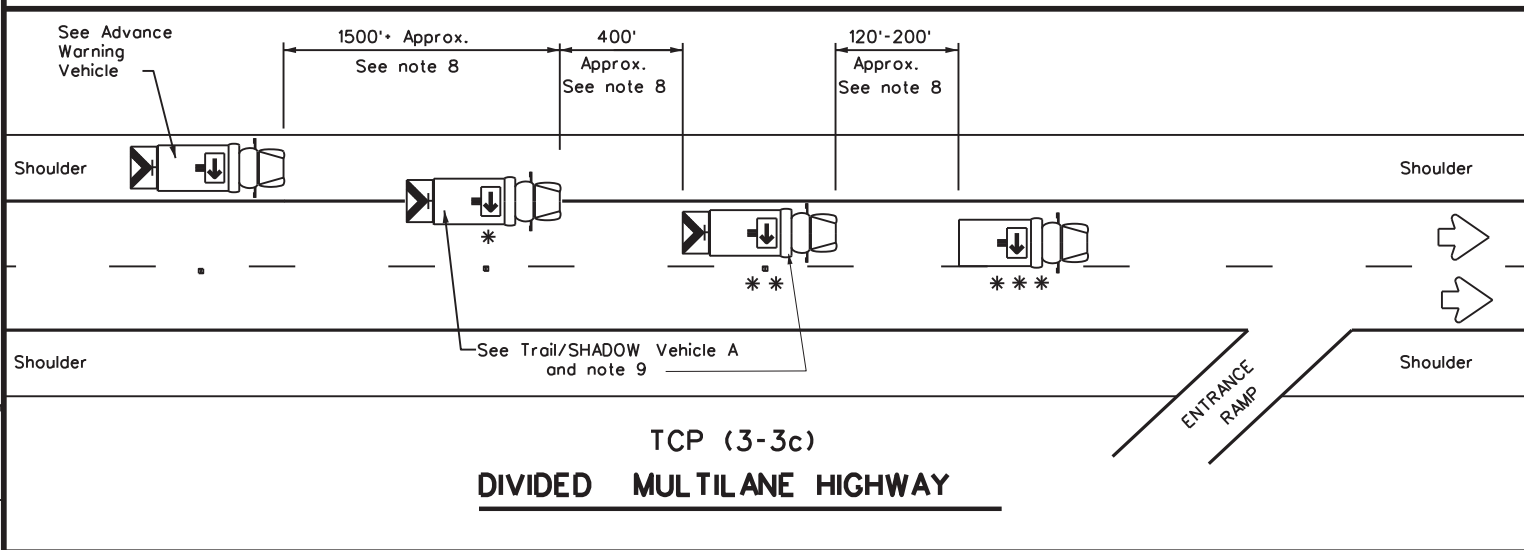 See Advance
Warning
Vehicle
1500'+ Approx.
See note 8
400'
Approx.
See note 8
120'-200'
Approx.
See note 8
Shoulder
Shoulder
*
* *
* * *
See Trail/SHADOW Vehicle A
and note 9
Shoulder
Shoulder
ENTRANCE
RAMP
TCP (3-3c)
DIVIDED MULTILANE HIGHWAY